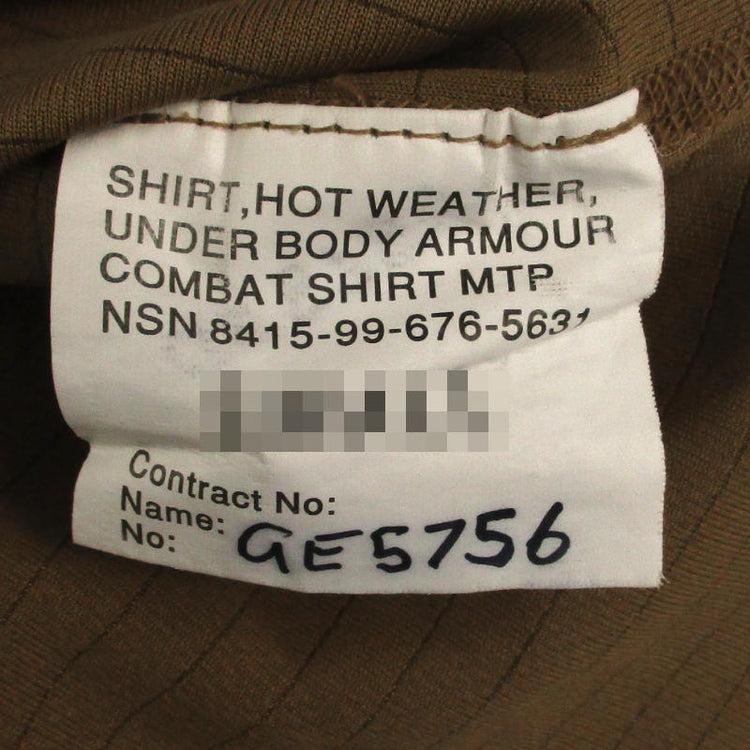 SHIRT,HOT WEATHER,
UNDER BODY ARMOUR
COMBAT SHIRT MTP
NSN 8415-99-676-5631
Contract No:
Name:
No: GE5756